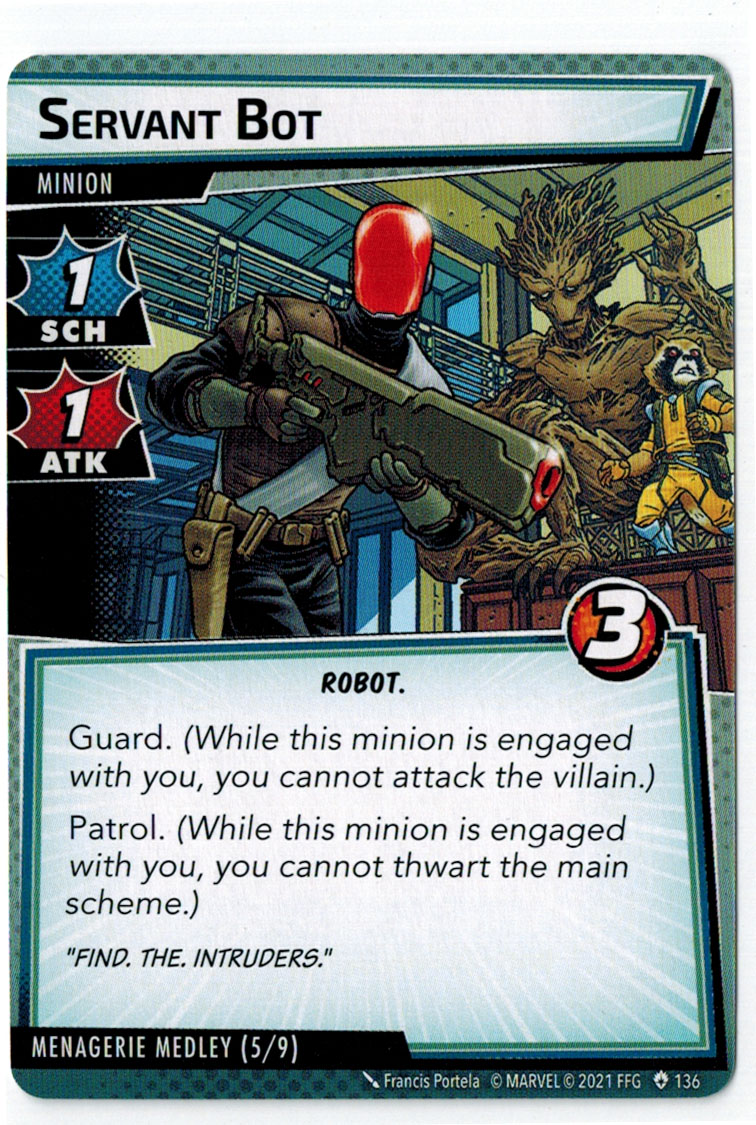 SERVANT BOT
MINION
1
SCH
1
ATK
3
ROBOT.
Guard. (While this minion is engaged
with you, you cannot attack the villain.)
Patrol. (While this minion is engaged
with you, you cannot thwart the main
scheme.)
"FIND. THE. INTRUDERS."
MENAGERIE MEDLEY (5/9)
Francis Portela © MARVEL © 2021 FFG 136